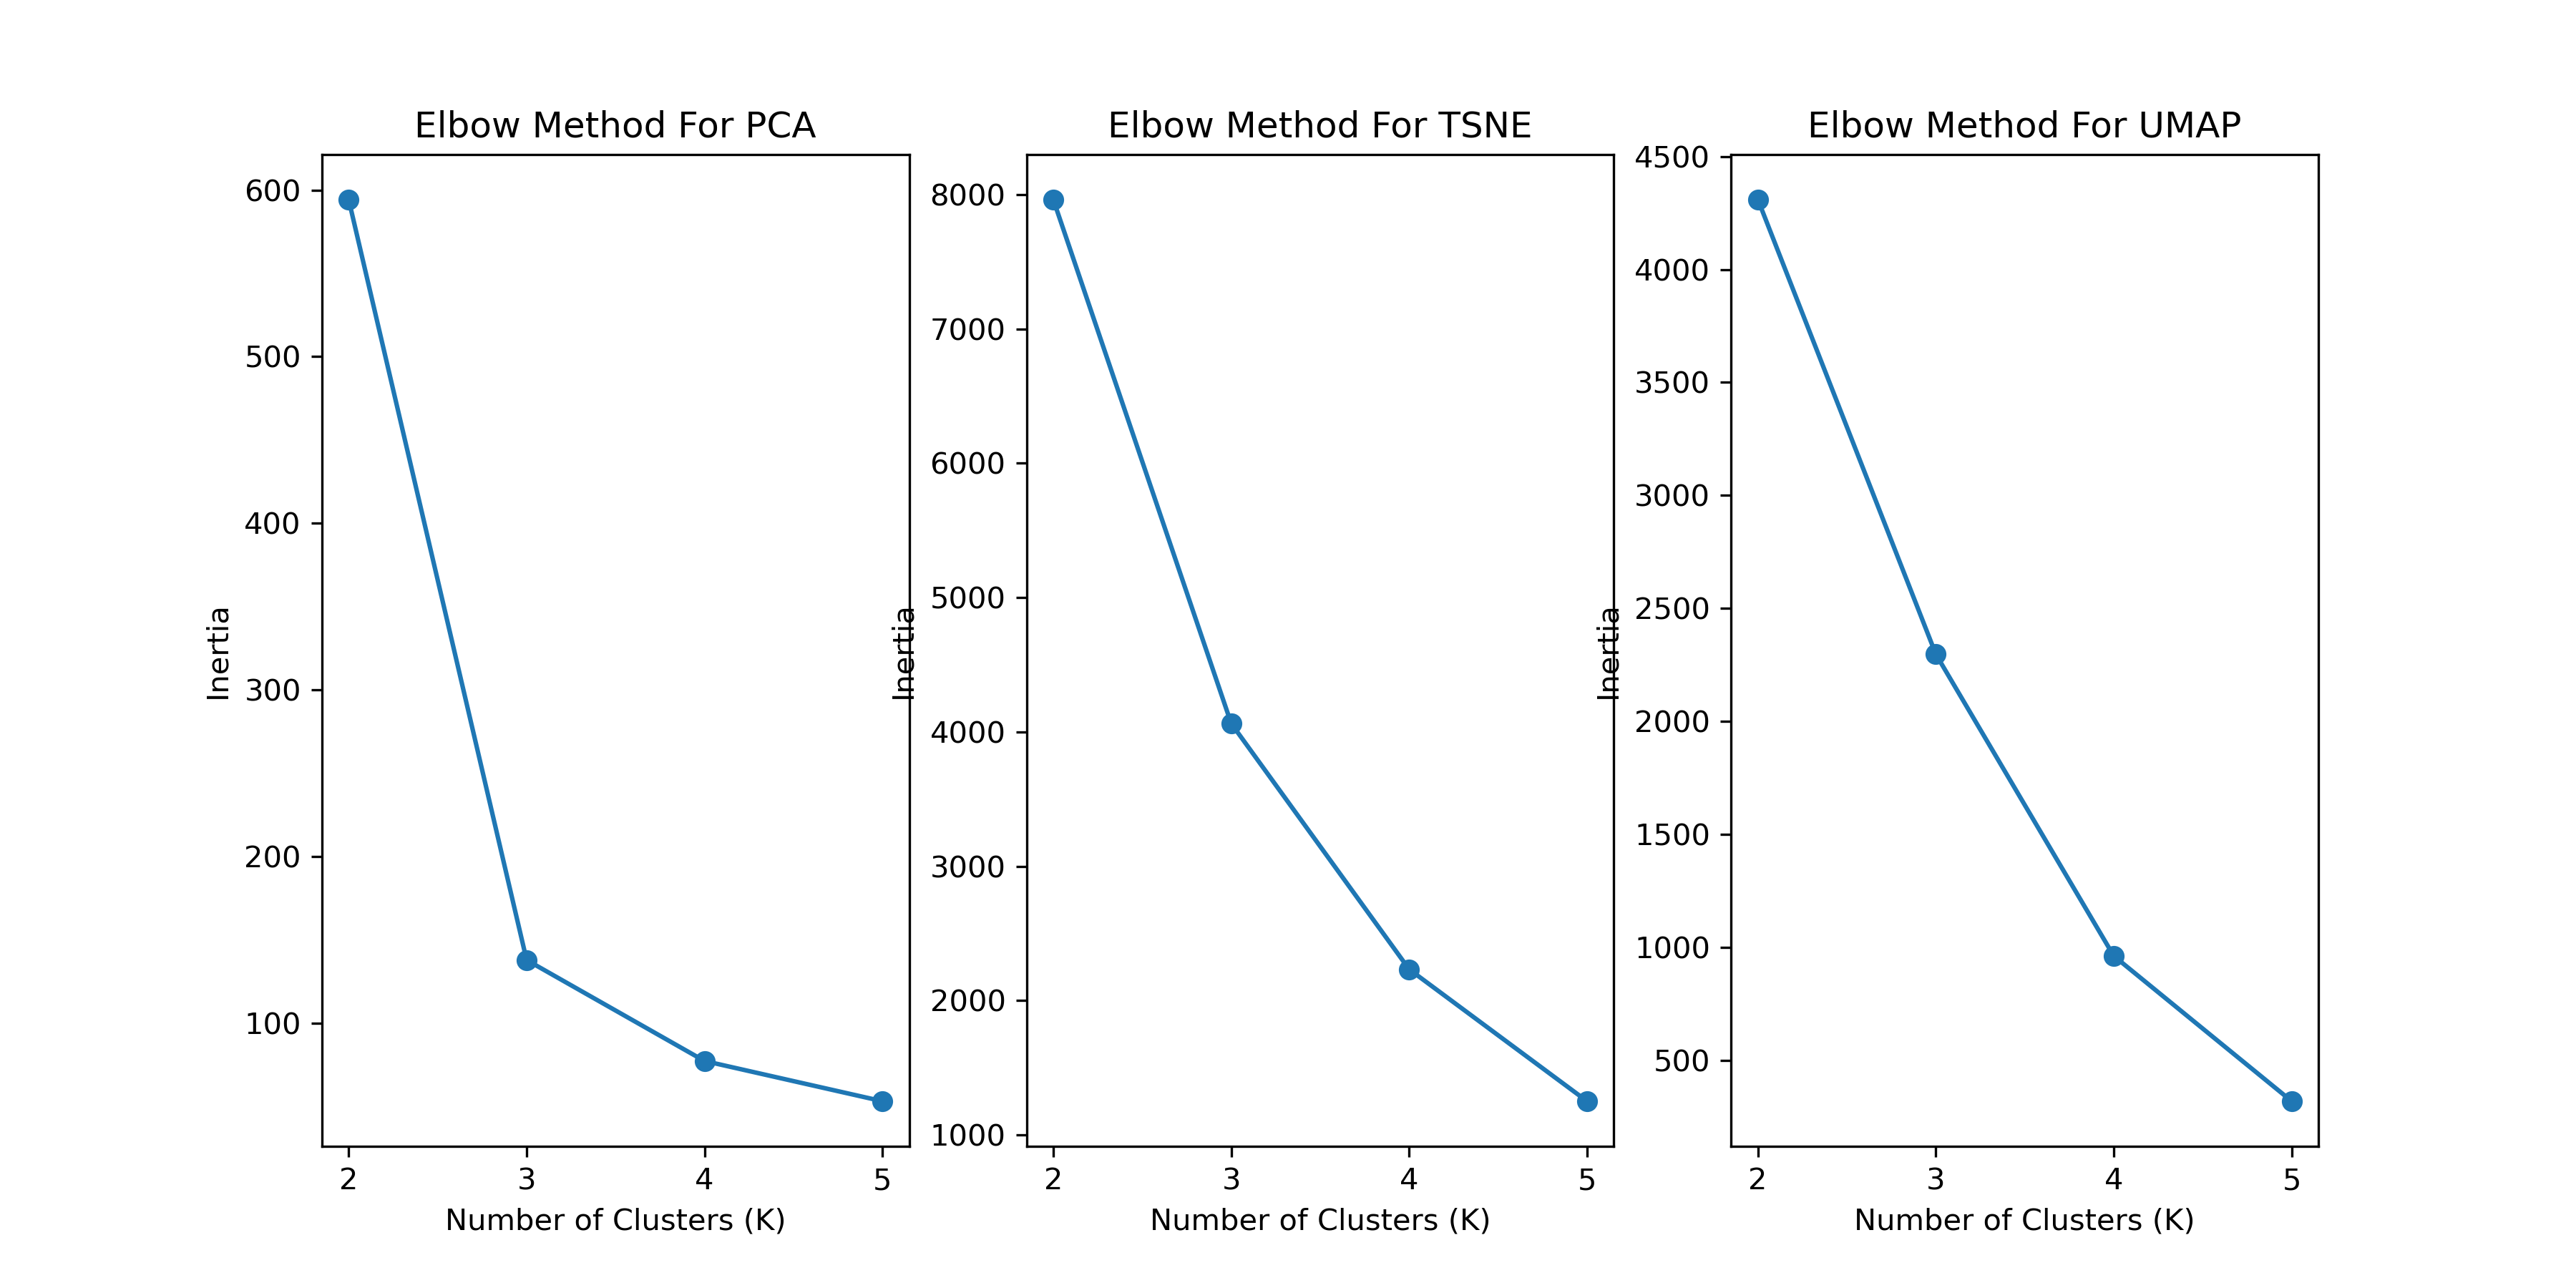 Elbow Method For PCA
600
500
400
300
200
100
Inertia
2 3 4 5
Number of Clusters (K)
Elbow Method For TSNE
8000
7000
6000
5000
4000
3000
2000
1000
Inertia
2 3 4 5
Number of Clusters (K)
Elbow Method For UMAP
4500
4000
3500
3000
2500
2000
1500
1000
500
Inertia
2 3 4 5
Number of Clusters (K)